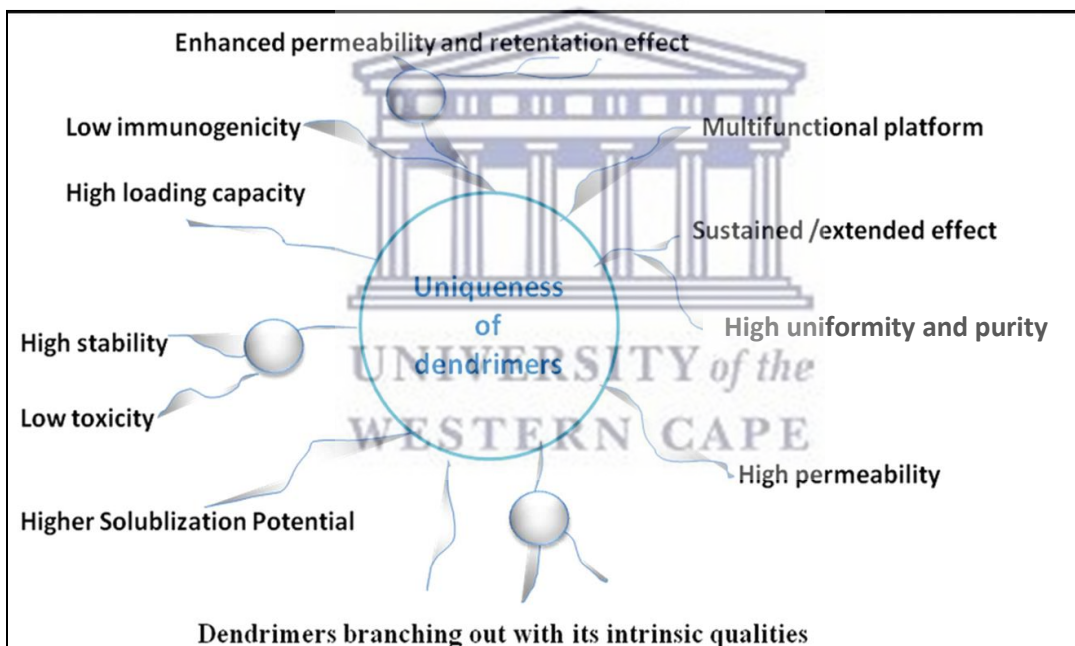 Enhanced permeability and retentation effect
Low immunogenicity
Multifunctional platform
High loading capacity
Sustained /extended effect
Uniqueness
of
dendrimers
High uniformity and purity
High stability
UNIVERSITY of the
Low toxicity
WESTERN CAPE
High permeability
Higher Solublization Potential
Dendrimers branching out with its intrinsic qualities